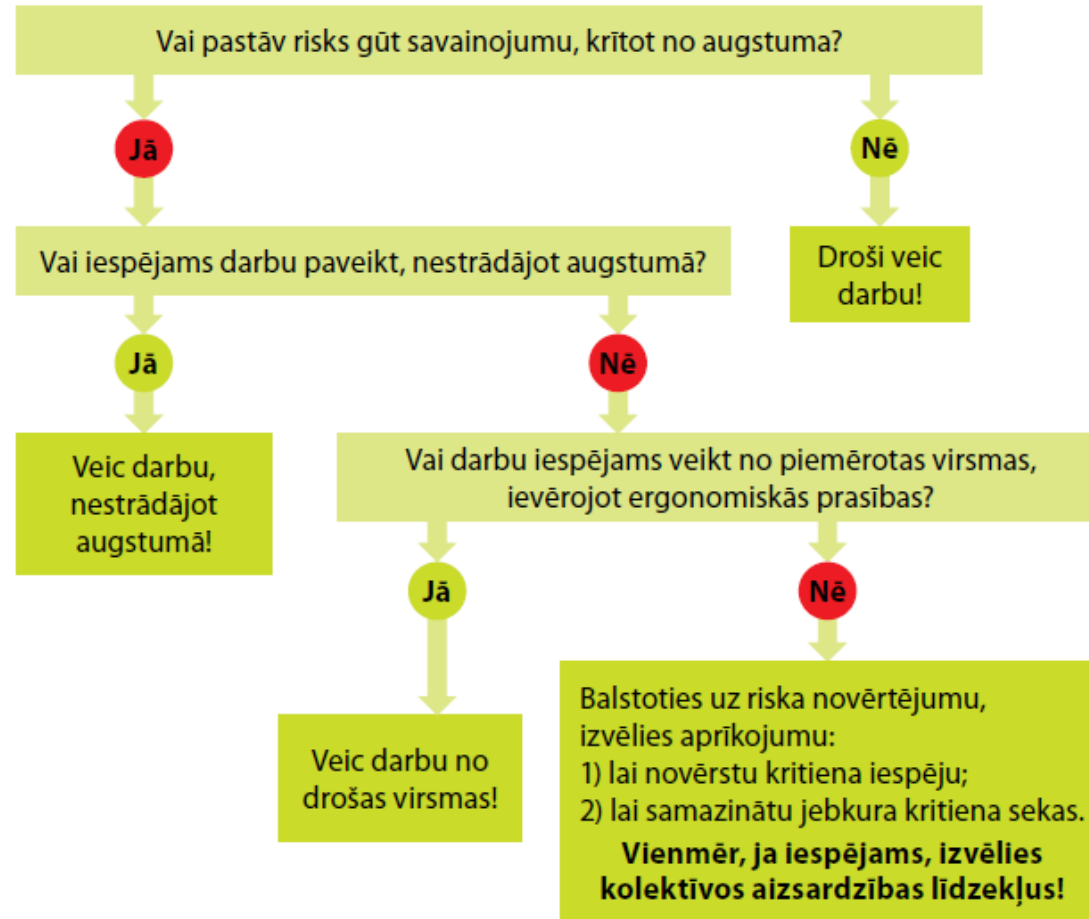 Vai pastāv risks gūt savainojumu, krītot no augstuma?
Jā
Nē
Vai iespējams darbu paveikt, nestrādājot augstumā?
Droši veic
darbu!
Jā
Nē
Veic darbu,
nestrādājot
augstumā!
Vai darbu iespējams veikt no piemērotas virsmas,
ievērojot ergonomiskās prasības?
Jā
Nē
Veic darbu no
drošas virsmas!
Balstoties uz riska novērtējumu,
izvēlies aprīkojumu:
1) lai novērstu kritiena iespēju;
2) lai samazinātu jebkura kritiena sekas.
Vienmēr, ja iespējams, izvēlies
kolektīvos aizsardzības līdzekļus!